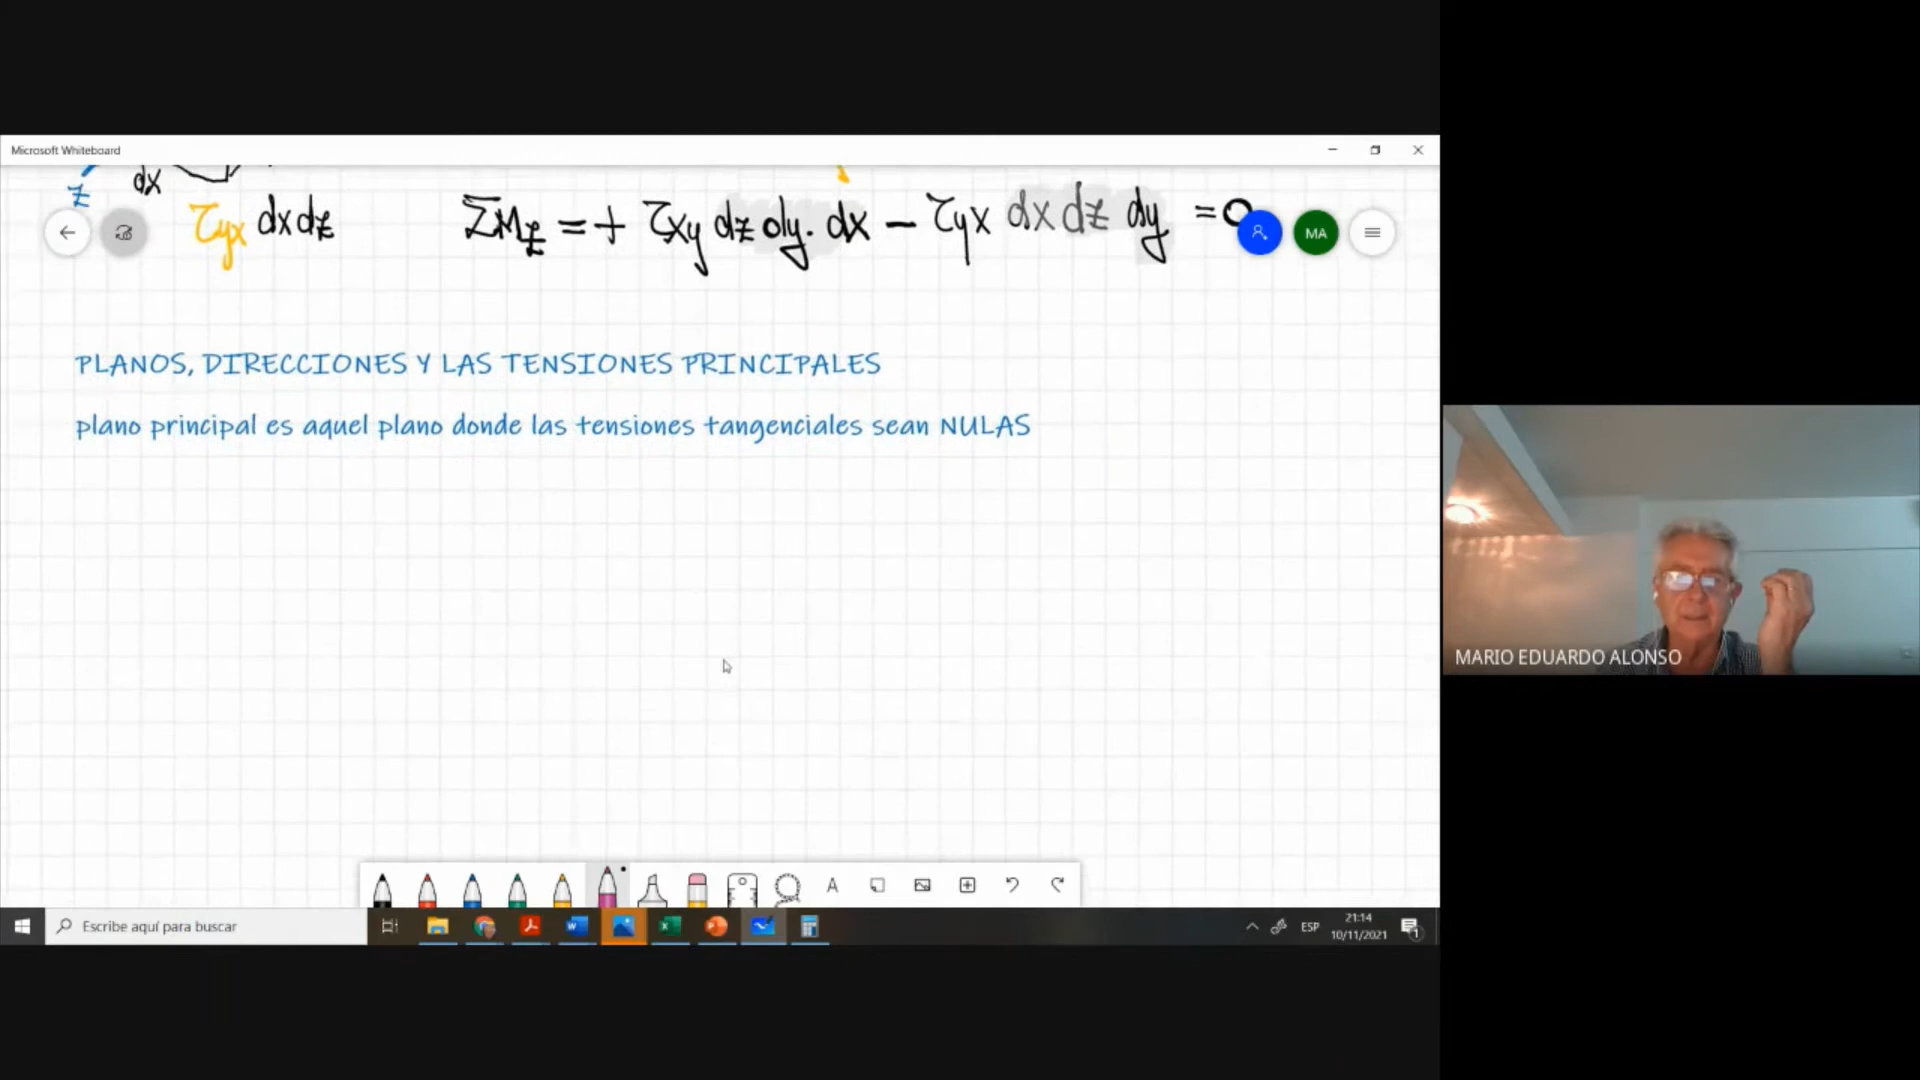 Microsoft Whiteboard
z dx
τyx dxdz
ΣMz = + τxy dz dy. dx − τyx dx dz dy = 0
MA
PLANOS, DIRECCIONES Y LAS TENSIONES PRINCIPALES
plano principal es aquel plano donde las tensiones tangenciales sean NULAS
MARIO EDUARDO ALONSO
A
Escribe aquí para buscar
ESP
21:14
10/11/2021
1